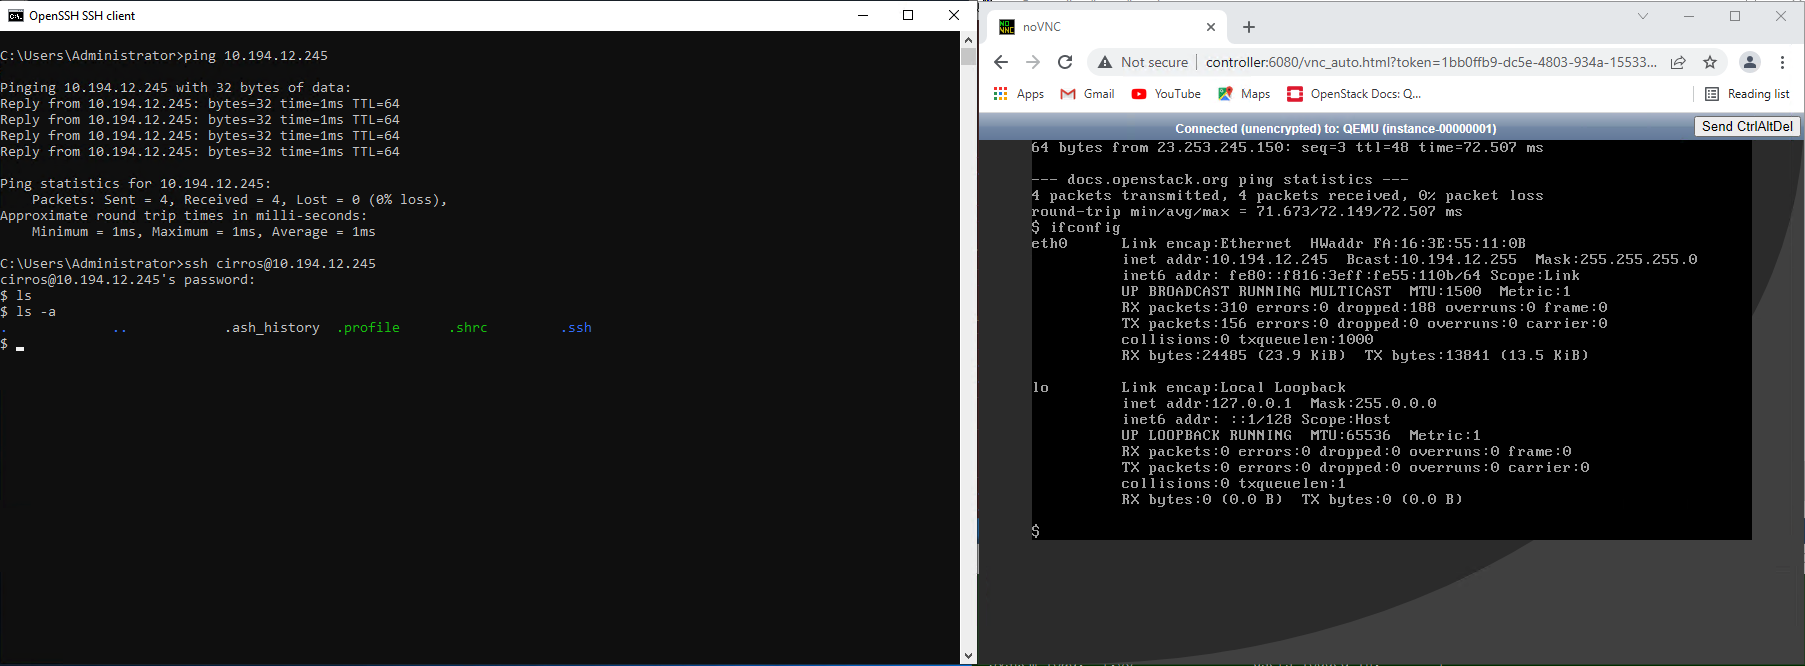 OpenSSH SSH client
C:\Users\Administrator>ping 10.194.12.245
Pinging 10.194.12.245 with 32 bytes of data:
Reply from 10.194.12.245: bytes=32 time=1ms TTL=64
Reply from 10.194.12.245: bytes=32 time=1ms TTL=64
Reply from 10.194.12.245: bytes=32 time=1ms TTL=64
Reply from 10.194.12.245: bytes=32 time=1ms TTL=64
Ping statistics for 10.194.12.245:
    Packets: Sent = 4, Received = 4, Lost = 0 (0% loss),
Approximate round trip times in milli-seconds:
    Minimum = 1ms, Maximum = 1ms, Average = 1ms
C:\Users\Administrator>ssh cirros@10.194.12.245
cirros@10.194.12.245's password:
$ ls
$ ls -a
.             ..            .ash_history  .profile      .shrc         .ssh
$
noVNC
Not secure | controller:6080/vnc_auto.html?token=1bb0ffb9-dc5e-4803-934a-15533...
Apps Gmail YouTube Maps OpenStack Docs: Q... Reading list
Connected (unencrypted) to: QEMU (instance-00000001)
Send CtrlAltDel
64 bytes from 23.253.245.150: seq=3 ttl=48 time=72.507 ms
--- docs.openstack.org ping statistics ---
4 packets transmitted, 4 packets received, 0% packet loss
round-trip min/avg/max = 71.673/72.149/72.507 ms
$ ifconfig
eth0      Link encap:Ethernet  HWaddr FA:16:3E:55:11:0B
          inet addr:10.194.12.245  Bcast:10.194.12.255  Mask:255.255.255.0
          inet6 addr: fe80::f816:3eff:fe55:110b/64 Scope:Link
          UP BROADCAST RUNNING MULTICAST  MTU:1500  Metric:1
          RX packets:310 errors:0 dropped:188 overruns:0 frame:0
          TX packets:156 errors:0 dropped:0 overruns:0 carrier:0
          collisions:0 txqueuelen:1000
          RX bytes:24485 (23.9 KiB)  TX bytes:13841 (13.5 KiB)
lo        Link encap:Local Loopback
          inet addr:127.0.0.1  Mask:255.0.0.0
          inet6 addr: ::1/128 Scope:Host
          UP LOOPBACK RUNNING  MTU:65536  Metric:1
          RX packets:0 errors:0 dropped:0 overruns:0 frame:0
          TX packets:0 errors:0 dropped:0 overruns:0 carrier:0
          collisions:0 txqueuelen:1
          RX bytes:0 (0.0 B)  TX bytes:0 (0.0 B)
$